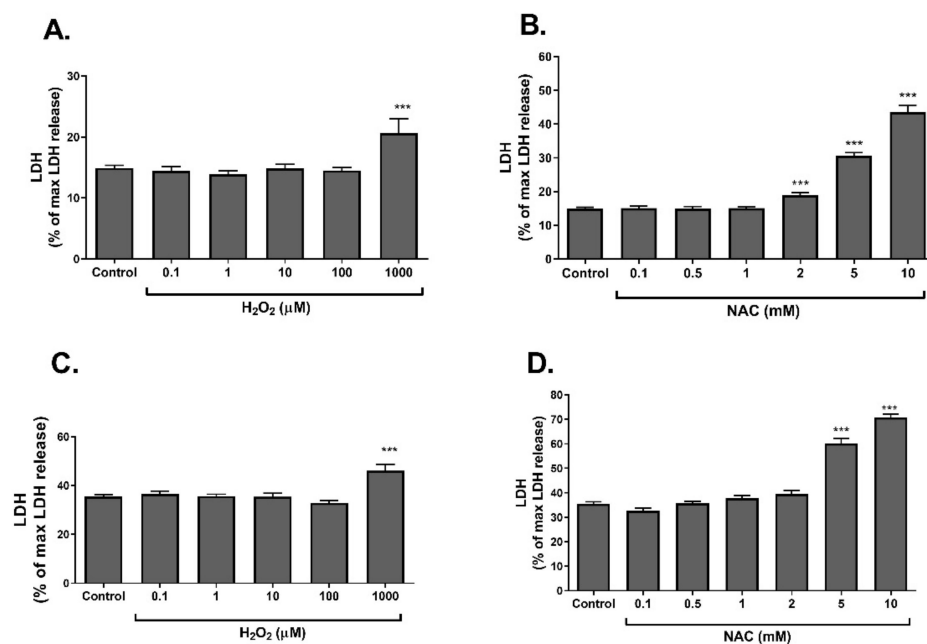 A.
30
20
10
0
LDH
(% of max LDH release)
***
Control 0.1 1 10 100 1000
H₂O₂ (μM)
B.
60
50
40
30
20
10
0
LDH
(% of max LDH release)
*** *** ***
Control 0.1 0.5 1 2 5 10
NAC (mM)
C.
60
40
20
0
LDH
(% of max LDH release)
***
Control 0.1 1 10 100 1000
H₂O₂ (μM)
D.
80
70
60
50
40
30
20
10
0
LDH
(% of max LDH release)
*** ***
Control 0.1 0.5 1 2 5 10
NAC (mM)